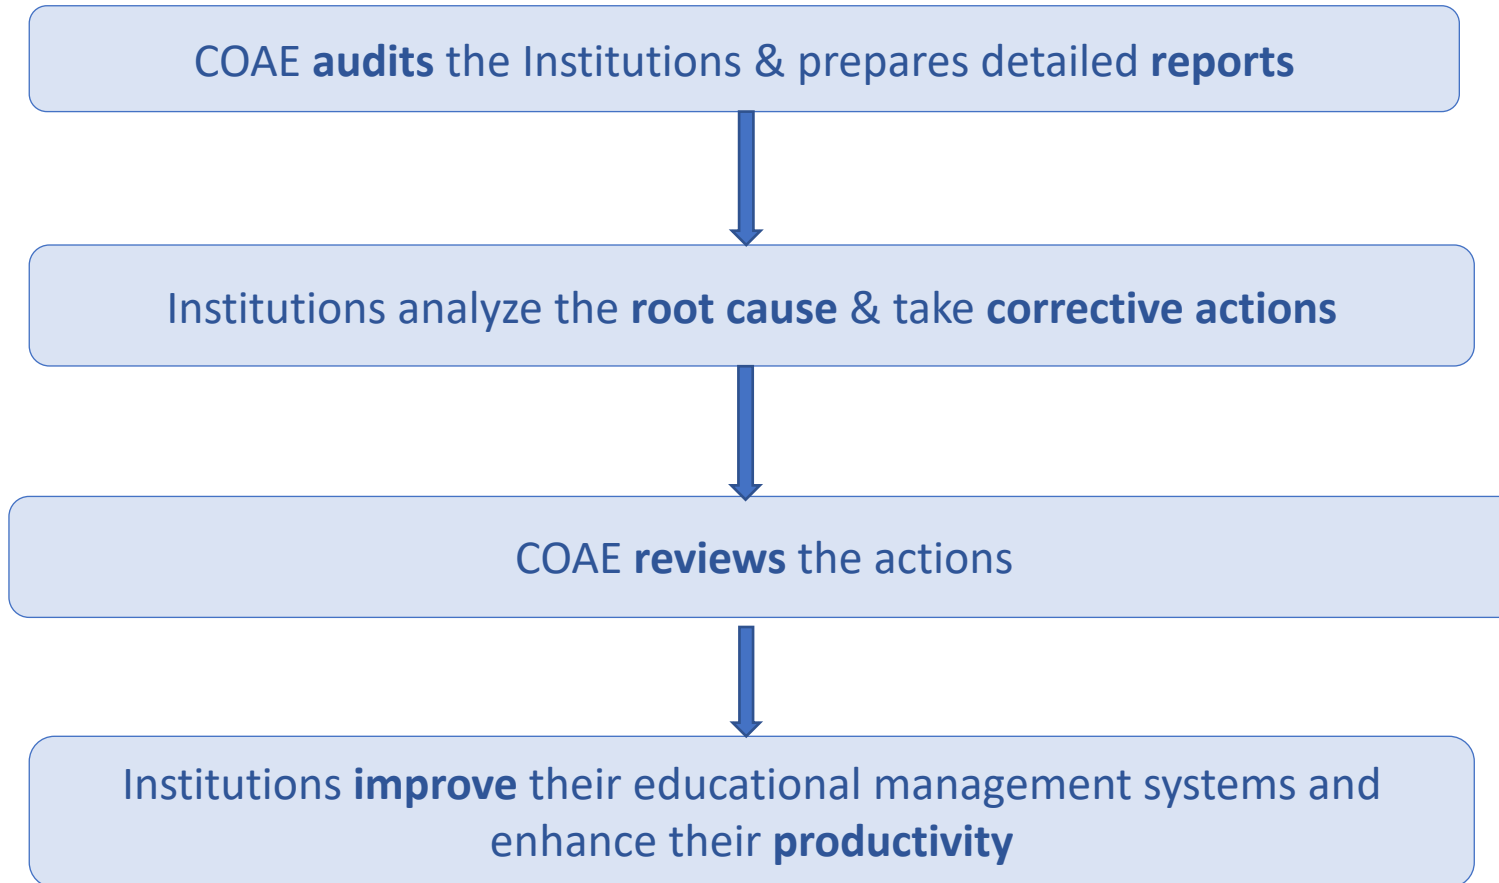 COAE audits the Institutions & prepares detailed reports
Institutions analyze the root cause & take corrective actions
COAE reviews the actions
Institutions improve their educational management systems and
enhance their productivity